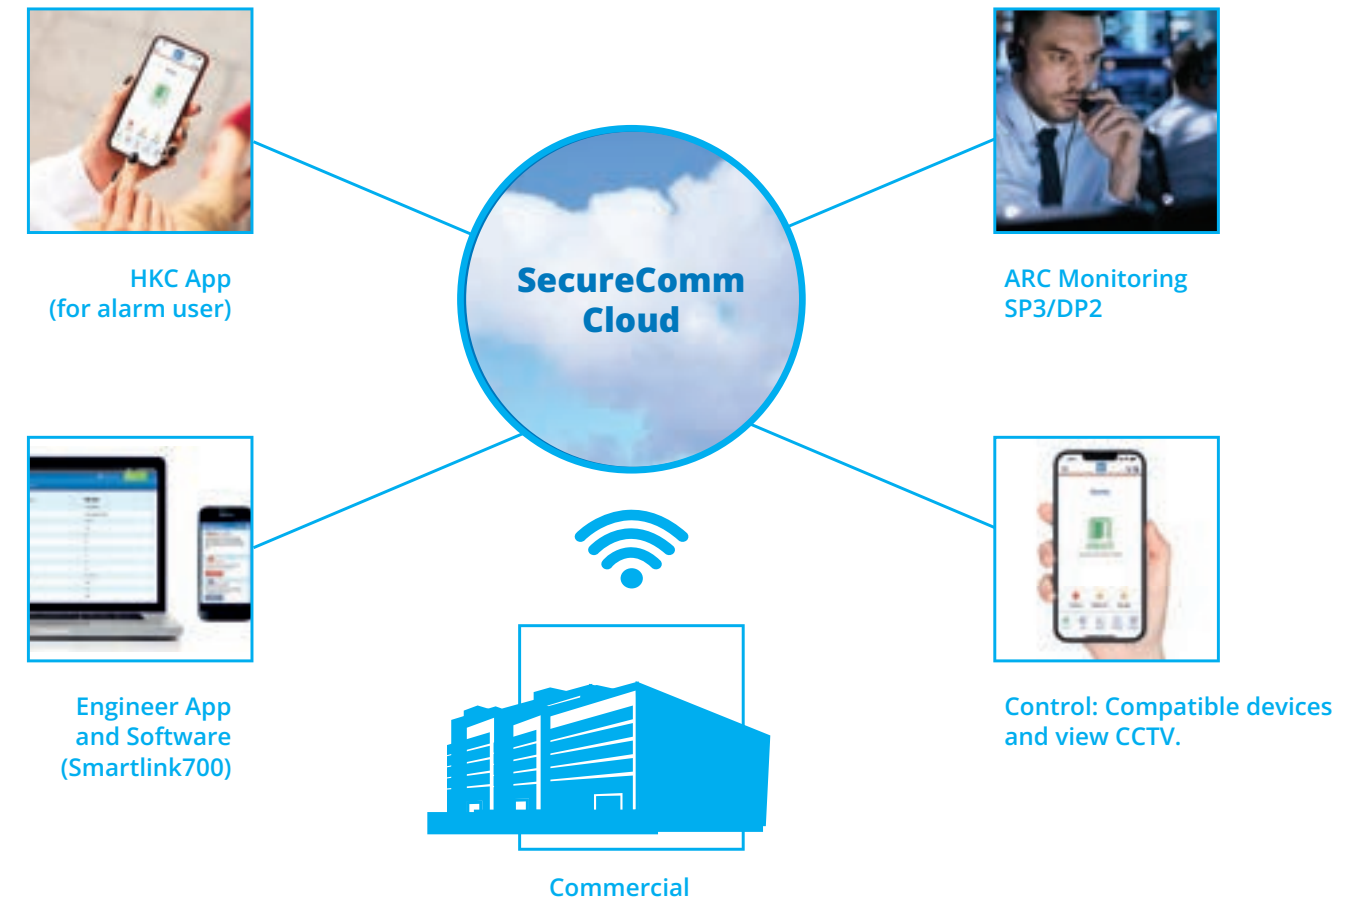 HKC App
(for alarm user)
SecureComm
Cloud
ARC Monitoring
SP3/DP2
Engineer App
and Software
(Smartlink700)
Control: Compatible devices
and view CCTV.
Commercial